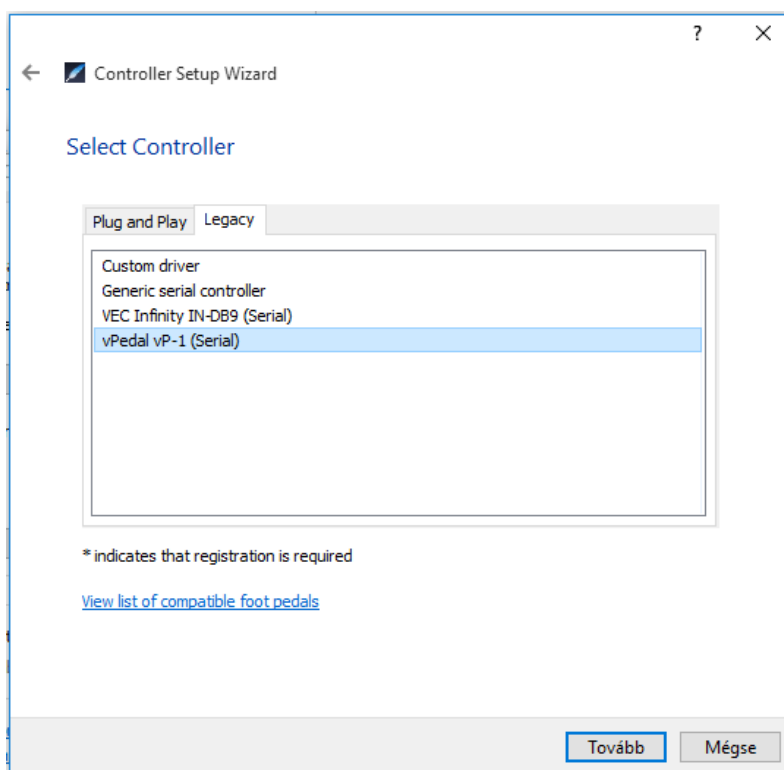 ?
Controller Setup Wizard
Select Controller
Plug and Play Legacy
Custom driver
Generic serial controller
VEC Infinity IN-DB9 (Serial)
vPedal vP-1 (Serial)
* indicates that registration is required
View list of compatible foot pedals
Tovább Mégse